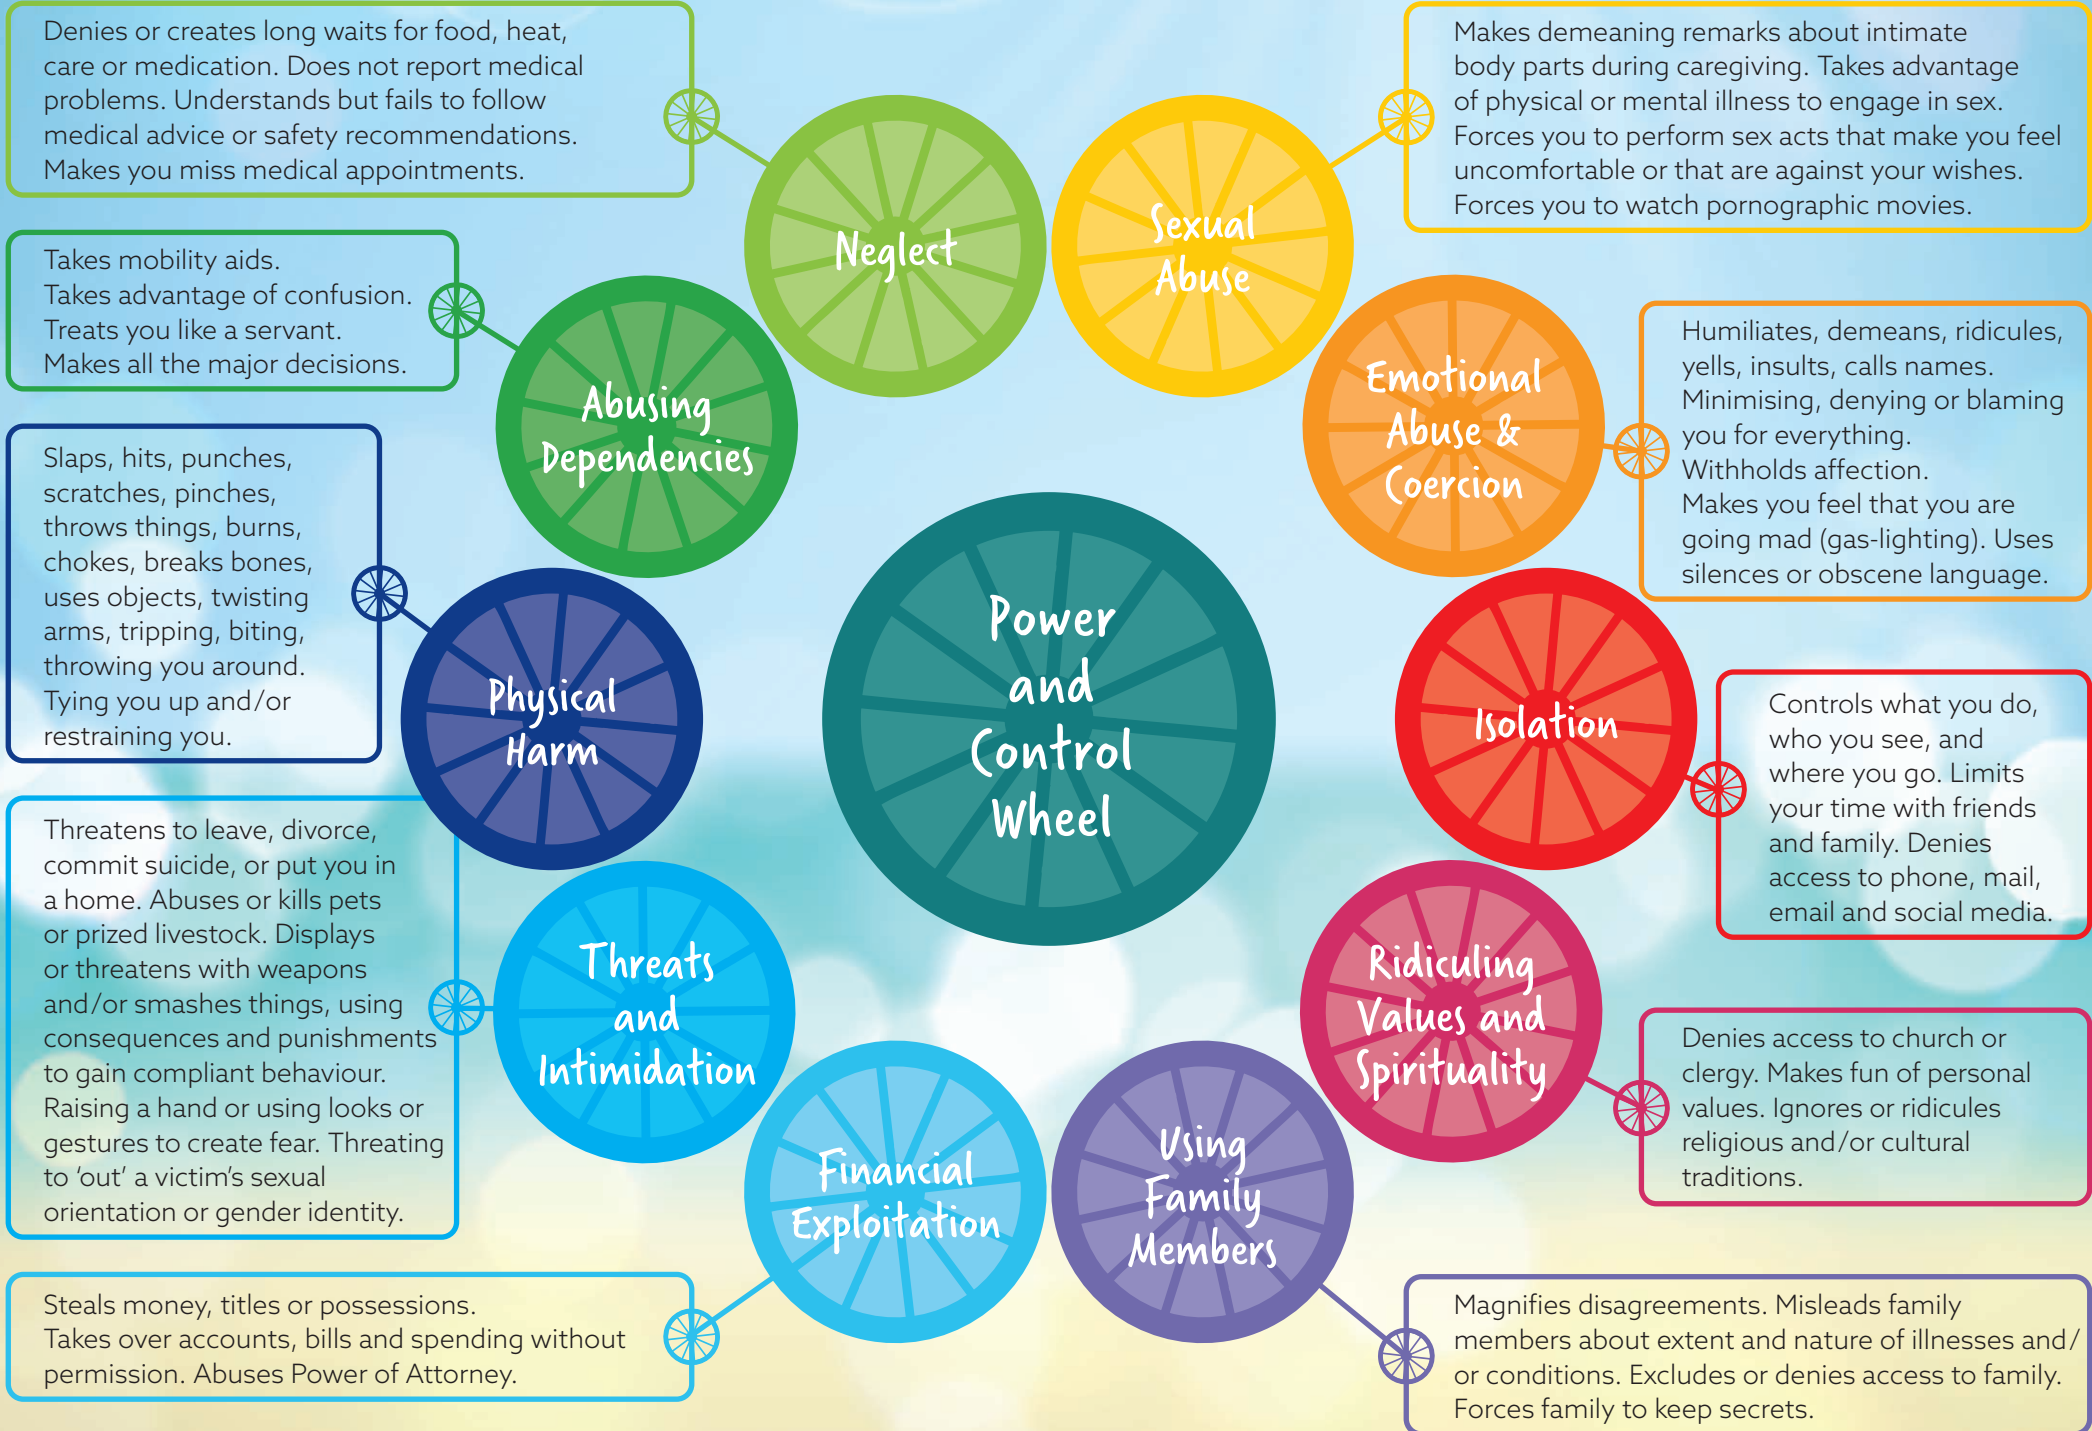 Denies or creates long waits for food, heat,
care or medication. Does not report medical
problems. Understands but fails to follow
medical advice or safety recommendations.
Makes you miss medical appointments.
Neglect
Sexual
Abuse
Makes demeaning remarks about intimate
body parts during caregiving. Takes advantage
of physical or mental illness to engage in sex.
Forces you to perform sex acts that make you feel
uncomfortable or that are against your wishes.
Forces you to watch pornographic movies.
Takes mobility aids.
Takes advantage of confusion.
Treats you like a servant.
Makes all the major decisions.
Abusing
Dependencies
Emotional
Abuse &
Coercion
Humiliates, demeans, ridicules,
yells, insults, calls names.
Minimising, denying or blaming
you for everything.
Withholds affection.
Makes you feel that you are
going mad (gas-lighting). Uses
silences or obscene language.
Slaps, hits, punches,
scratches, pinches,
throws things, burns,
chokes, breaks bones,
uses objects, twisting
arms, tripping, biting,
throwing you around.
Tying you up and/or
restraining you.
Physical
Harm
Power
and
Control
Wheel
Isolation
Controls what you do,
who you see, and
where you go. Limits
your time with friends
and family. Denies
access to phone, mail,
email and social media.
Threatens to leave, divorce,
commit suicide, or put you in
a home. Abuses or kills pets
or prized livestock. Displays
or threatens with weapons
and/or smashes things, using
consequences and punishments
to gain compliant behaviour.
Raising a hand or using looks or
gestures to create fear. Threating
to ‘out’ a victim’s sexual
orientation or gender identity.
Threats
and
Intimidation
Ridiculing
Values and
Spirituality
Denies access to church or
clergy. Makes fun of personal
values. Ignores or ridicules
religious and/or cultural
traditions.
Steals money, titles or possessions.
Takes over accounts, bills and spending without
permission. Abuses Power of Attorney.
Financial
Exploitation
Using
Family
Members
Magnifies disagreements. Misleads family
members about extent and nature of illnesses and/
or conditions. Excludes or denies access to family.
Forces family to keep secrets.